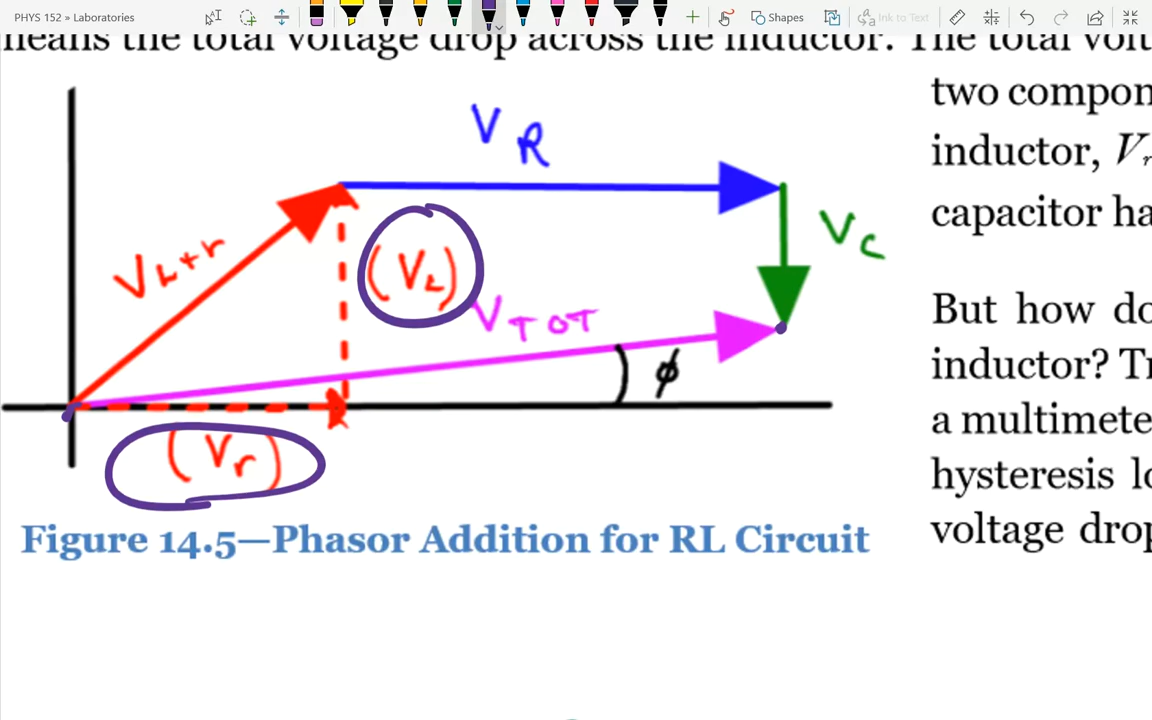 PHYS 152 » Laboratories
Shapes
Ink to Text
means the total voltage drop across the inductor. The total volt
V R
V L+r
(V L)
V C
V TOT
ϕ
(V r)
Figure 14.5—Phasor Addition for RL Circuit
two compon
inductor, Vr
capacitor ha
But how do
inductor? Tr
a multimete
hysteresis lo
voltage drop